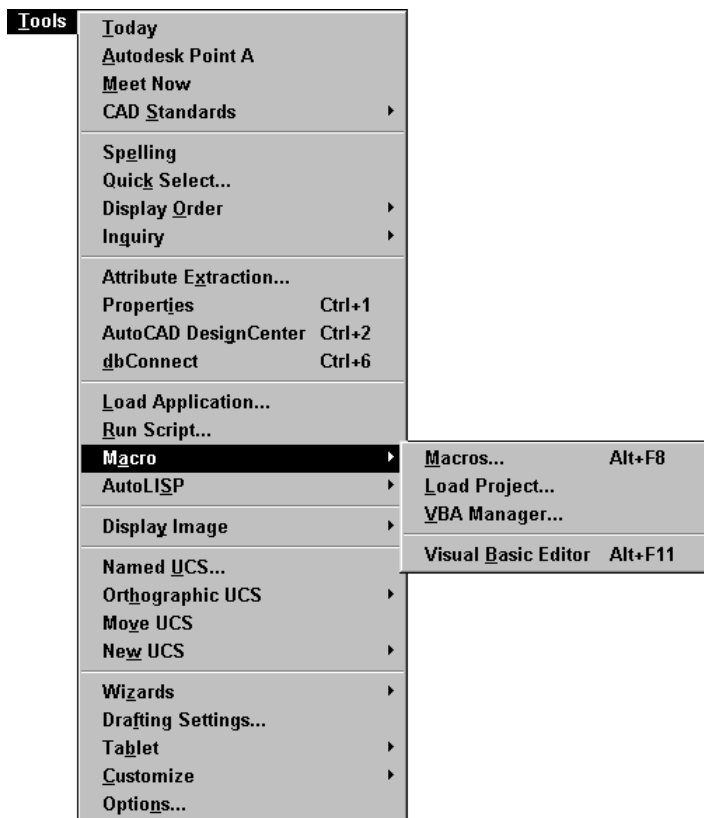 Tools
Today
Autodesk Point A
Meet Now
CAD Standards
Spelling
Quick Select...
Display Order
Inquiry
Attribute Extraction...
Properties Ctrl+1
AutoCAD DesignCenter Ctrl+2
dbConnect Ctrl+6
Load Application...
Run Script...
Macro
AutoLISP
Display Image
Named UCS...
Orthographic UCS
Move UCS
New UCS
Wizards
Drafting Settings...
Tablet
Customize
Options...
Macros... Alt+F8
Load Project...
VBA Manager...
Visual Basic Editor Alt+F11